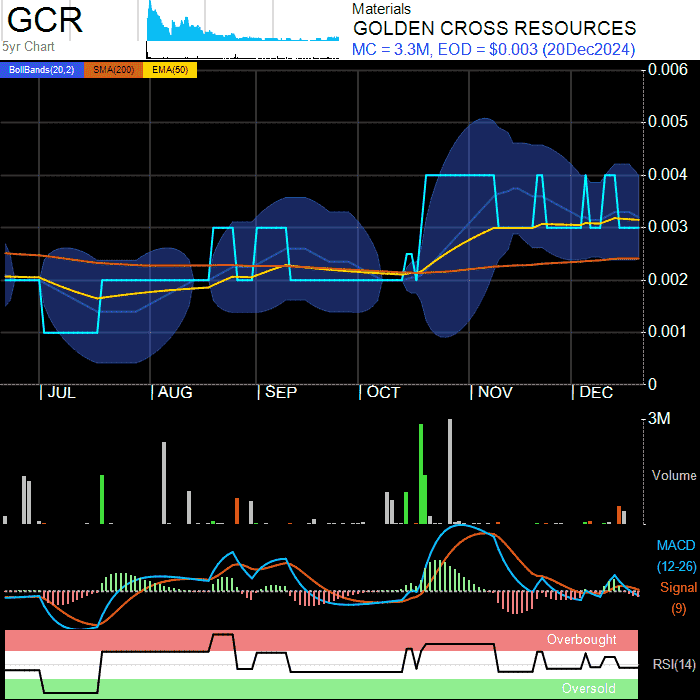 GCR
5yr Chart
Materials
GOLDEN CROSS RESOURCES
MC = 3.3M, EOD = $0.003 (20Dec2024)
BollBands(20,2) SMA(200) EMA(50)
0.006
0.005
0.004
0.003
0.002
0.001
0
JUL AUG SEP OCT NOV DEC
3M
Volume
MACD
(12-26)
Signal
(9)
Overbought
RSI(14)
Oversold